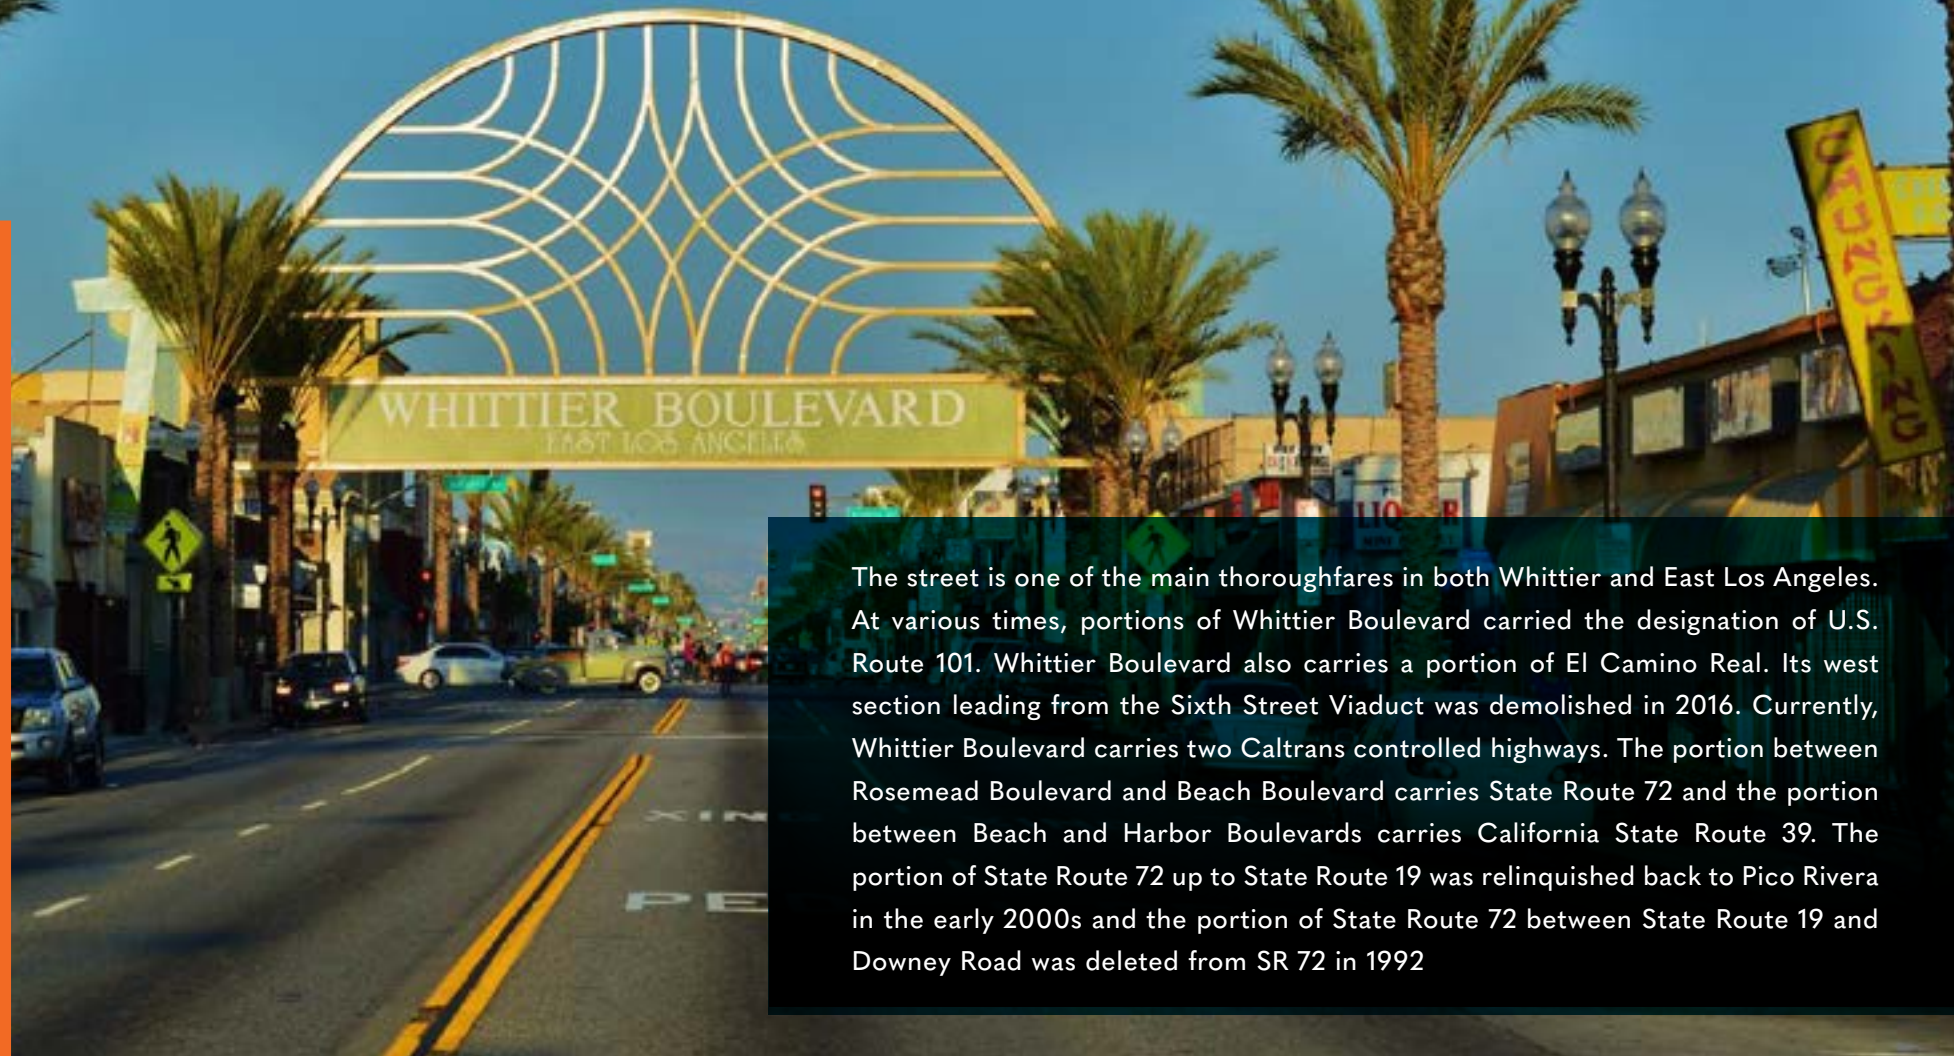 WHITTIER BOULEVARD
EAST LOS ANGELES
CHUNG KING
LIQ R
XIN
PE
The street is one of the main thoroughfares in both Whittier and East Los Angeles.
At various times, portions of Whittier Boulevard carried the designation of U.S.
Route 101. Whittier Boulevard also carries a portion of El Camino Real. Its west
section leading from the Sixth Street Viaduct was demolished in 2016. Currently,
Whittier Boulevard carries two Caltrans controlled highways. The portion between
Rosemead Boulevard and Beach Boulevard carries State Route 72 and the portion
between Beach and Harbor Boulevards carries California State Route 39. The
portion of State Route 72 up to State Route 19 was relinquished back to Pico Rivera
in the early 2000s and the portion of State Route 72 between State Route 19 and
Downey Road was deleted from SR 72 in 1992